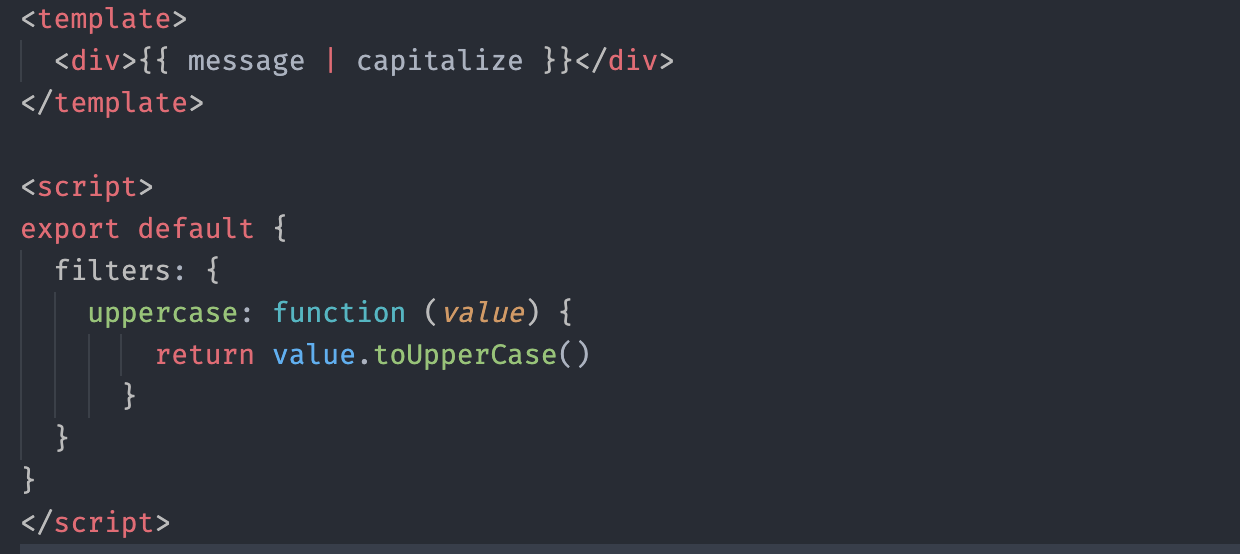 <template>
  <div>{{ message | capitalize }}</div>
</template>

<script>
export default {
  filters: {
    uppercase: function (value) {
        return value.toUpperCase()
      }
  }
}
</script>